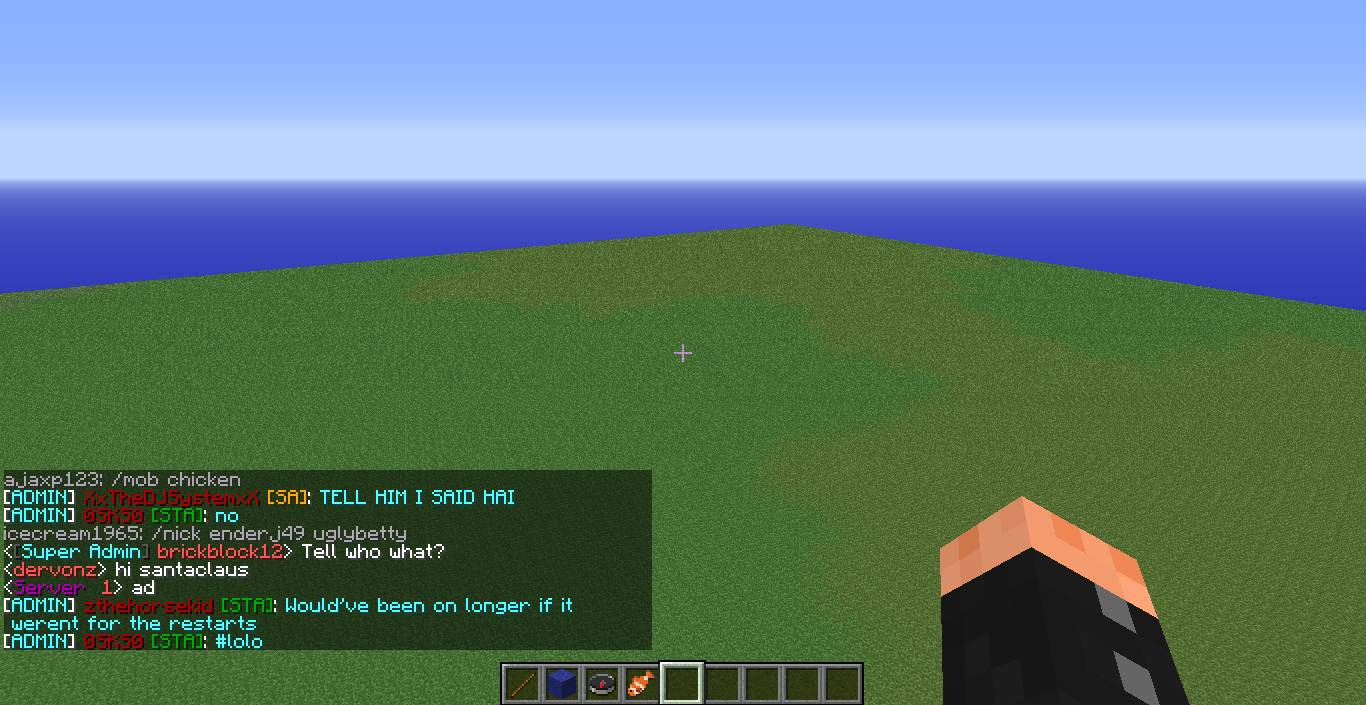 ajaxp123: /mob chicken
[ADMIN] XxTheDJSystemxX [SA]: TELL HIM I SAID HAI
[ADMIN] 0SKS0 [STA]: no
icecream1965: /nick enderj49 uglybetty
<[Super Admin] brickblock12> Tell who what?
<dervonz> hi santaclaus
<Server 1> ad
[ADMIN] zthehorsekid [STA]: Would've been on longer if it
werent for the restarts
[ADMIN] 0SKS0 [STA]: #lolo